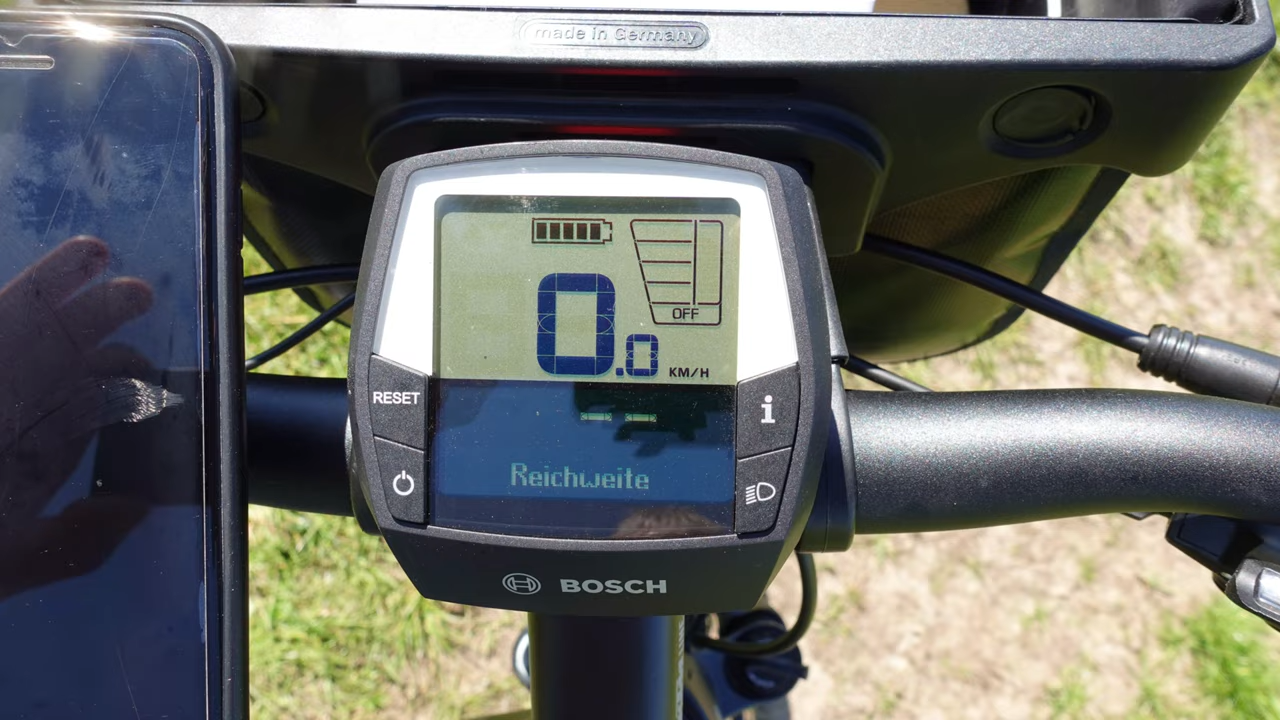 made in Germany
OFF
0.0 KM/H
RESET
i
-- --
Reichweite
BOSCH